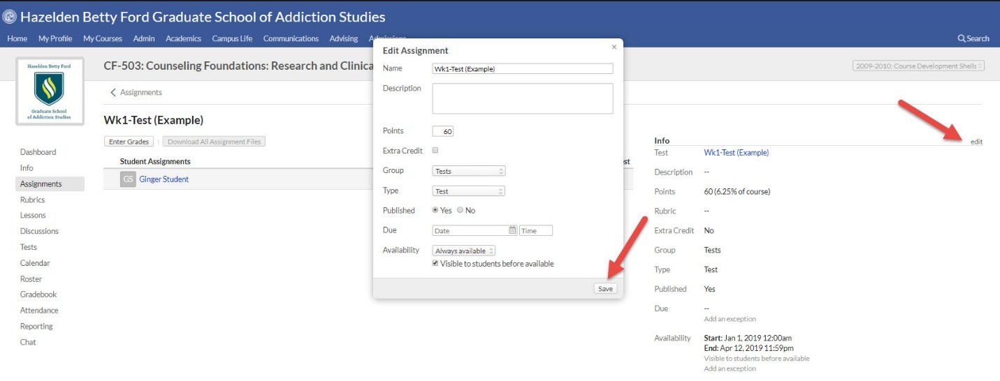 Hazelden Betty Ford Graduate School of Addiction Studies
Home My Profile My Courses Admin Academics Campus Life Communications Advising Admissions Search
Hazelden Betty Ford
Graduate School
of Addiction Studies
CF-503: Counseling Foundations: Research and Clinica
2009-2010: Course Development Shells
Assignments
Wk1-Test (Example)
Enter Grades | Download All Assignment Files
Student Assignments
est
GS Ginger Student
Dashboard
Info
Assignments
Rubrics
Lessons
Discussions
Tests
Calendar
Roster
Gradebook
Attendance
Reporting
Chat
Edit Assignment ×
Name Wk1-Test (Example)
Description
Points 60
Extra Credit
Group Tests
Type Test
Published Yes No
Due Date Time
Availability Always available
Visible to students before available
Save
Info edit
Test Wk1-Test (Example)
Description --
Points 60 (6.25% of course)
Rubric --
Extra Credit No
Group Tests
Type Test
Published Yes
Due --
Add an exception
Availability Start: Jan 1, 2019 12:00am
End: Apr 12, 2019 11:59pm
Visible to students before available
Add an exception